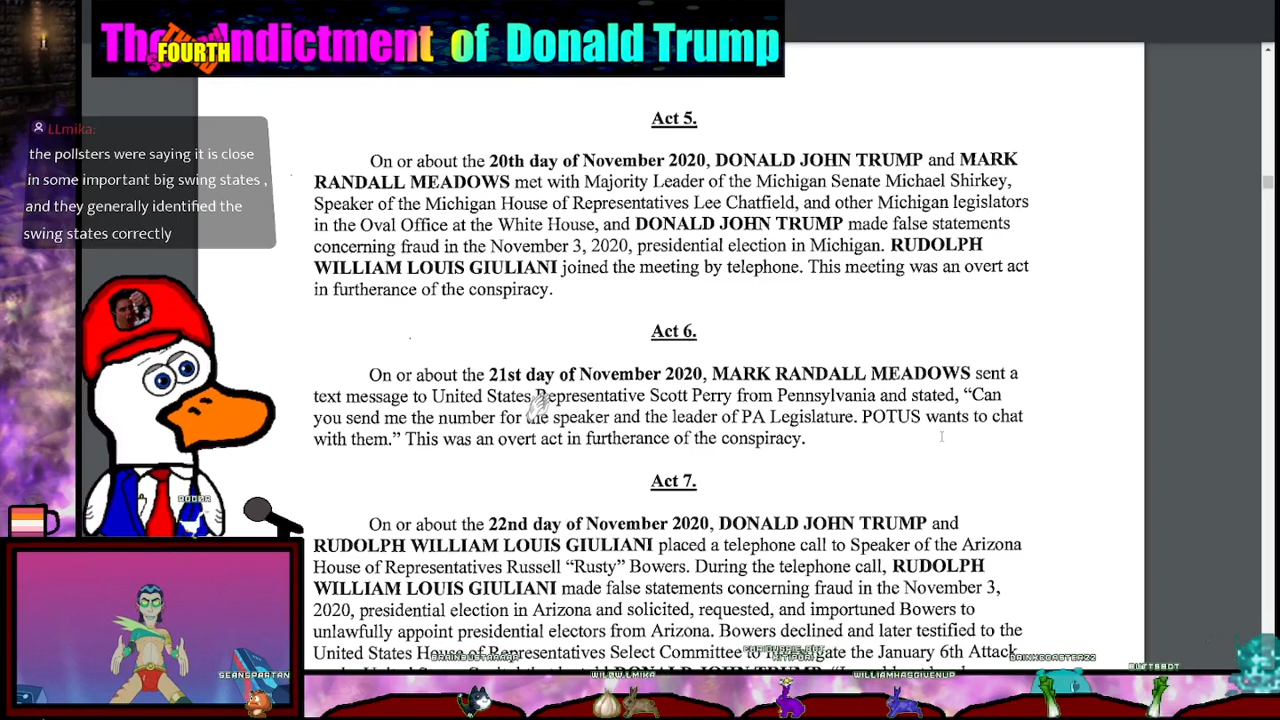 The Indictment of Donald Trump
THIRD
FOURTH
LLmika:
the pollsters were saying it is close
in some important big swing states ,
and they generally identified the
swing states correctly
Act 5.
On or about the 20th day of November 2020, DONALD JOHN TRUMP and MARK
RANDALL MEADOWS met with Majority Leader of the Michigan Senate Michael Shirkey,
Speaker of the Michigan House of Representatives Lee Chatfield, and other Michigan legislators
in the Oval Office at the White House, and DONALD JOHN TRUMP made false statements
concerning fraud in the November 3, 2020, presidential election in Michigan. RUDOLPH
WILLIAM LOUIS GIULIANI joined the meeting by telephone. This meeting was an overt act
in furtherance of the conspiracy.
Act 6.
On or about the 21st day of November 2020, MARK RANDALL MEADOWS sent a
text message to United States Representative Scott Perry from Pennsylvania and stated, “Can
you send me the number for the speaker and the leader of PA Legislature. POTUS wants to chat
with them.” This was an overt act in furtherance of the conspiracy.
Act 7.
On or about the 22nd day of November 2020, DONALD JOHN TRUMP and
RUDOLPH WILLIAM LOUIS GIULIANI placed a telephone call to Speaker of the Arizona
House of Representatives Russell “Rusty” Bowers. During the telephone call, RUDOLPH
WILLIAM LOUIS GIULIANI made false statements concerning fraud in the November 3,
2020, presidential election in Arizona and solicited, requested, and importuned Bowers to
unlawfully appoint presidential electors from Arizona. Bowers declined and later testified to the
United States House of Representatives Select Committee to Investigate the January 6th Attack
SEANSPARTAN
WILLIAMHASGIVENUP
BUTTSBOT